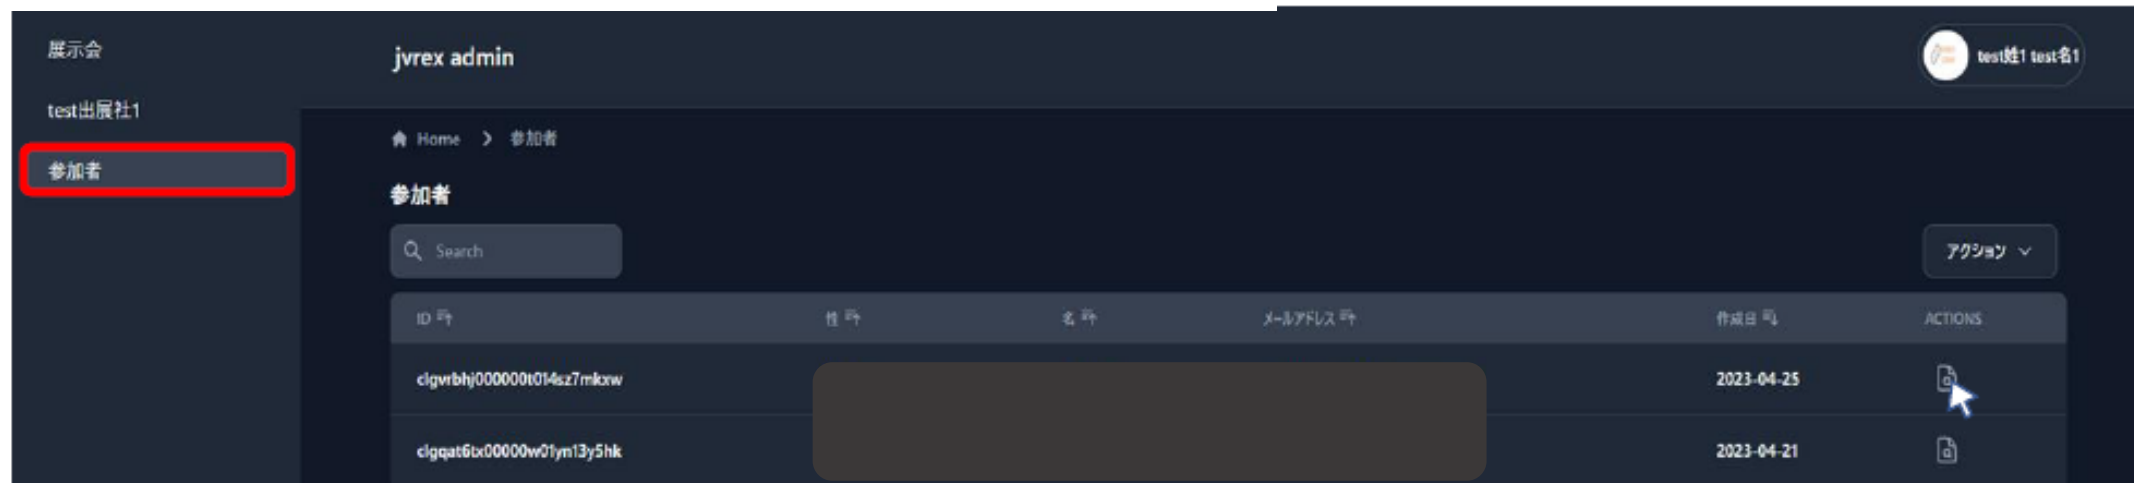 展示会
test出展社1
参加者
jvrex admin
test姓1 test名1
Home > 参加者
参加者
Search
アクション
ID 性 名 メールアドレス 作成日 ACTIONS
clgvrbhj000000t014sz7mkxw 2023-04-25
clgqat6tx00000w01yn13y5hk 2023-04-21